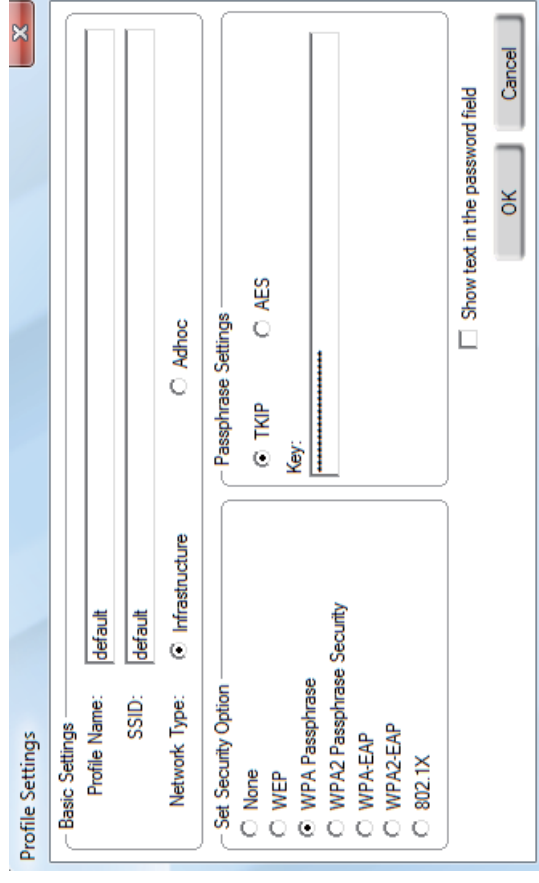 Profile Settings
x
Basic Settings
Profile Name: default
SSID: default
Network Type: Infrastructure Adhoc
Set Security Option
None
WEP
WPA Passphrase
WPA2 Passphrase Security
WPA-EAP
WPA2-EAP
802.1X
Passphrase Settings
TKIP AES
Key:
Show text in the password field
OK Cancel